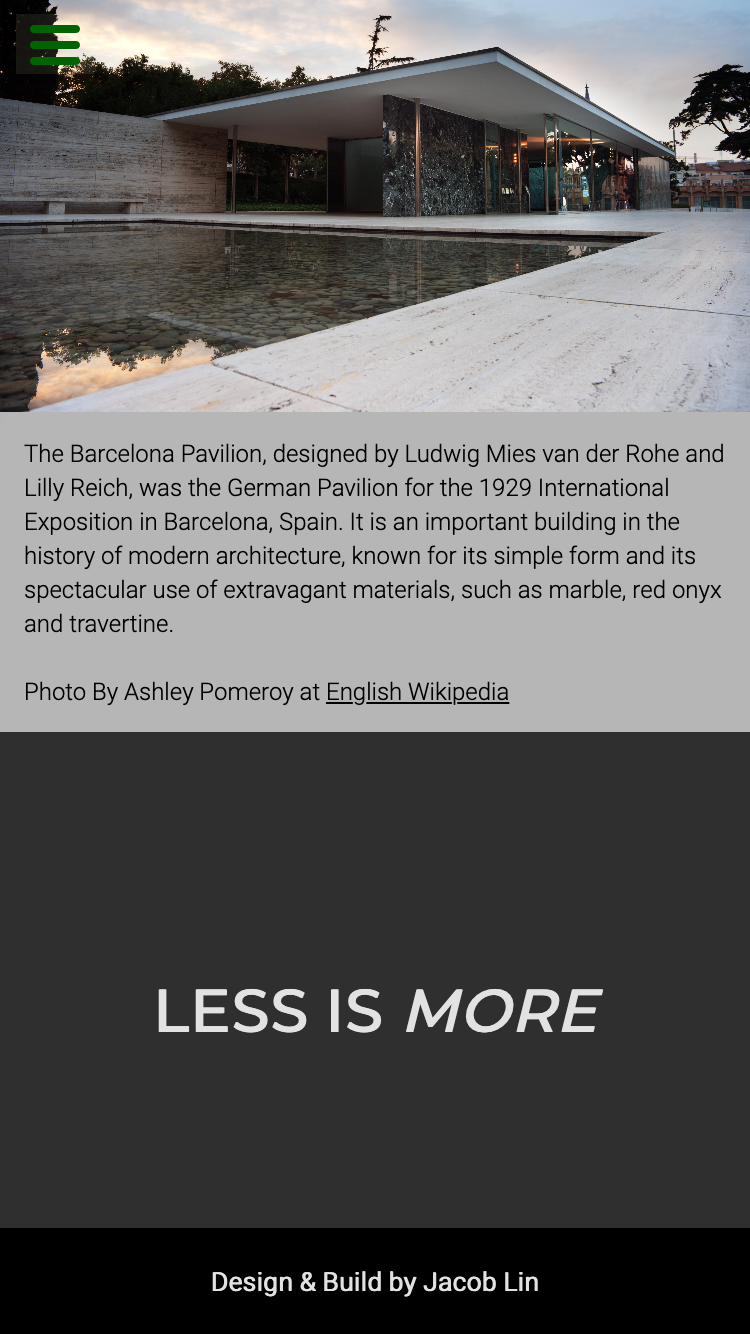 The Barcelona Pavilion, designed by Ludwig Mies van der Rohe and
Lilly Reich, was the German Pavilion for the 1929 International
Exposition in Barcelona, Spain. It is an important building in the
history of modern architecture, known for its simple form and its
spectacular use of extravagant materials, such as marble, red onyx
and travertine.
Photo By Ashley Pomeroy at English Wikipedia
LESS IS MORE
Design & Build by Jacob Lin